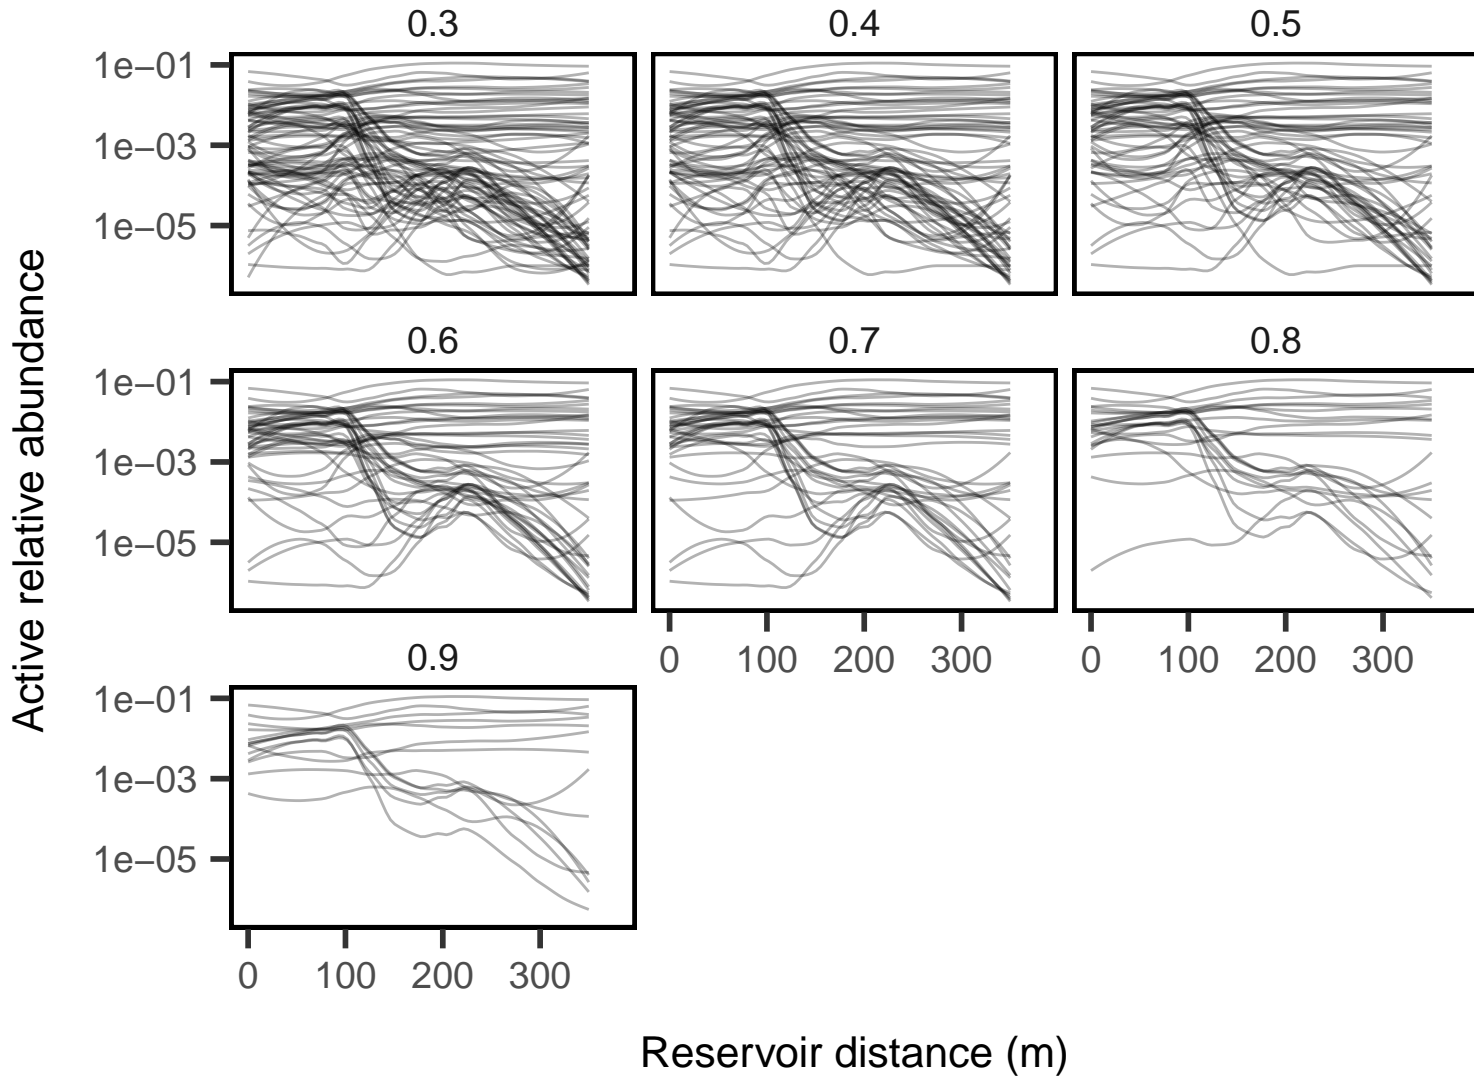 0.3 0.4 0.5
1e−01
1e−03
1e−05
0.6 0.7 0.8
1e−01
1e−03
1e−05
0 100 200 300 0 100 200 300
0.9
1e−01
1e−03
1e−05
0 100 200 300
Active relative abundance
Reservoir distance (m)